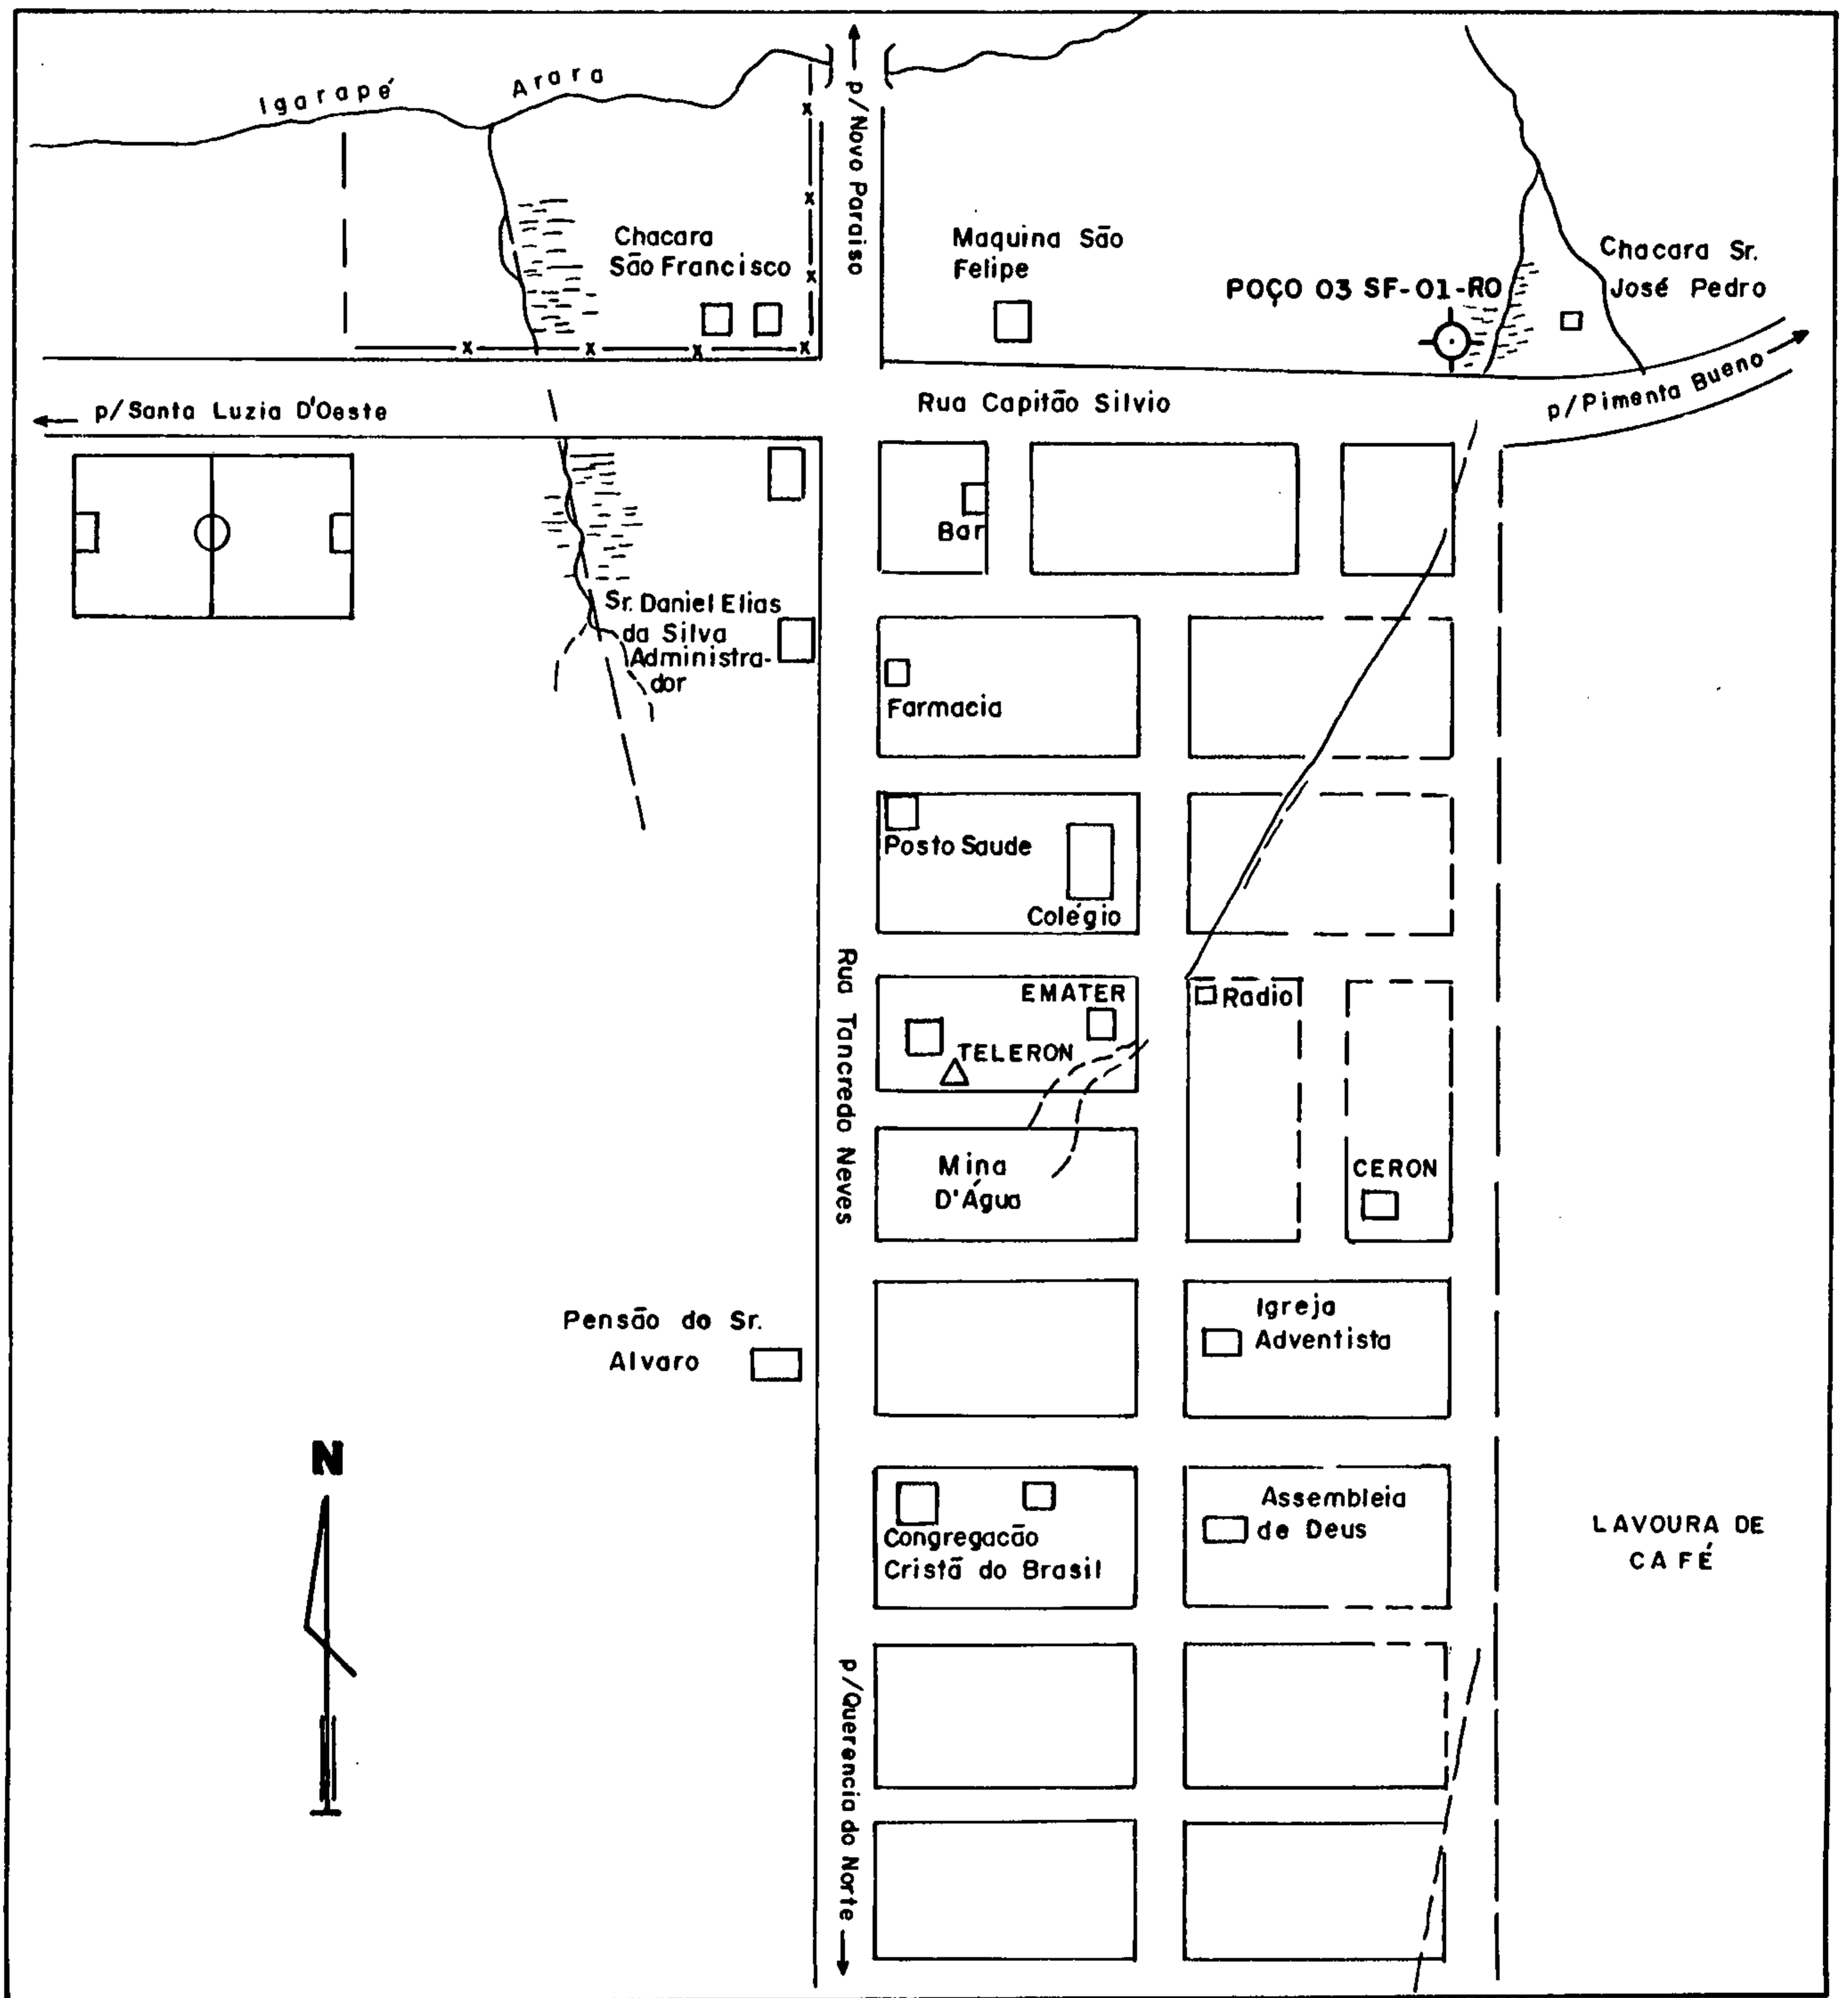 Igarapé Arara
p/Novo Paraiso
Chacara
São Francisco
Maquina São
Felipe
POÇO 03 SF-01-RO
Chacara Sr.
José Pedro
p/Santa Luzia D'Oeste
Rua Capitão Silvio
p/Pimenta Bueno
Bar
Sr. Daniel Elias
da Silva
Administra-
dor
Farmacia
Posto Saude
Colégio
Rua Tancredo Neves
EMATER
TELERON
Radio
Mina
D'Água
CERON
Pensão do Sr.
Alvaro
Igreja
Adventista
N
Congregacão
Cristã do Brasil
Assembleia
de Deus
LAVOURA DE
CAFÉ
p/Querencia do Norte